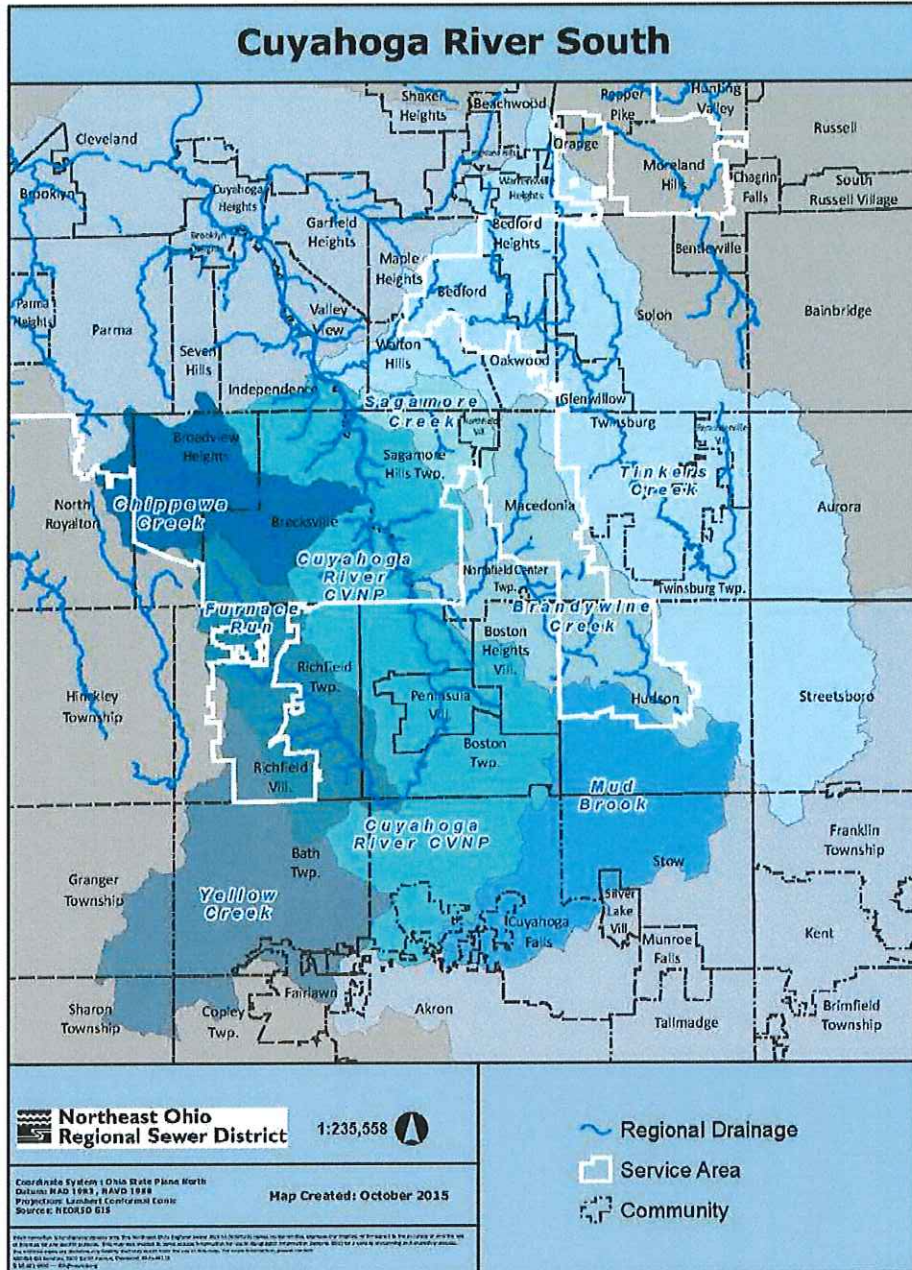 Cuyahoga River South
Shaker
Heights
Beachwood
Pepper
Pike
Hunting
Valley
Russell
Cleveland
Orange
Moreland
Hills
Chagrin
Falls
South
Russell Village
Brooklyn
Cuyahoga
Heights
Garfield
Heights
Warrensville
Heights
Bedford
Heights
Bentleyville
Maple
Heights
Bedford
Solon
Bainbridge
Parma
Heights
Parma
Valley
View
Seven
Hills
Walton
Hills
Oakwood
Independence
Glenwillow
Sagamore
Creek
Broadview
Heights
Sagamore
Hills Twp.
Twinsburg
Tinkers
Creek
North
Royalton
Chippewa
Creek
Brecksville
Macedonia
Aurora
Cuyahoga
River
CVNP
Northfield Center
Twp.
Twinsburg Twp.
Furnace
Run
Brandywine
Creek
Boston
Heights
Vill.
Richfield
Twp.
Hinckley
Township
Peninsula
Vill.
Hudson
Streetsboro
Boston
Twp.
Richfield
Vill.
Mud
Brook
Cuyahoga
River CVNP
Franklin
Township
Bath
Twp.
Stow
Granger
Township
Yellow
Creek
Silver
Lake
Vill.
Cuyahoga
Falls
Kent
Munroe
Falls
Fairlawn
Sharon
Township
Copley
Twp.
Akron
Tallmadge
Brimfield
Township
Northeast Ohio
Regional Sewer District
1:235,558
Coordinate System: Ohio State Plane North
Datum: NAD 1983, NAVD 1988
Projection: Lambert Conformal Conic
Sources: NEORSD GIS
Map Created: October 2015
Regional Drainage
Service Area
Community